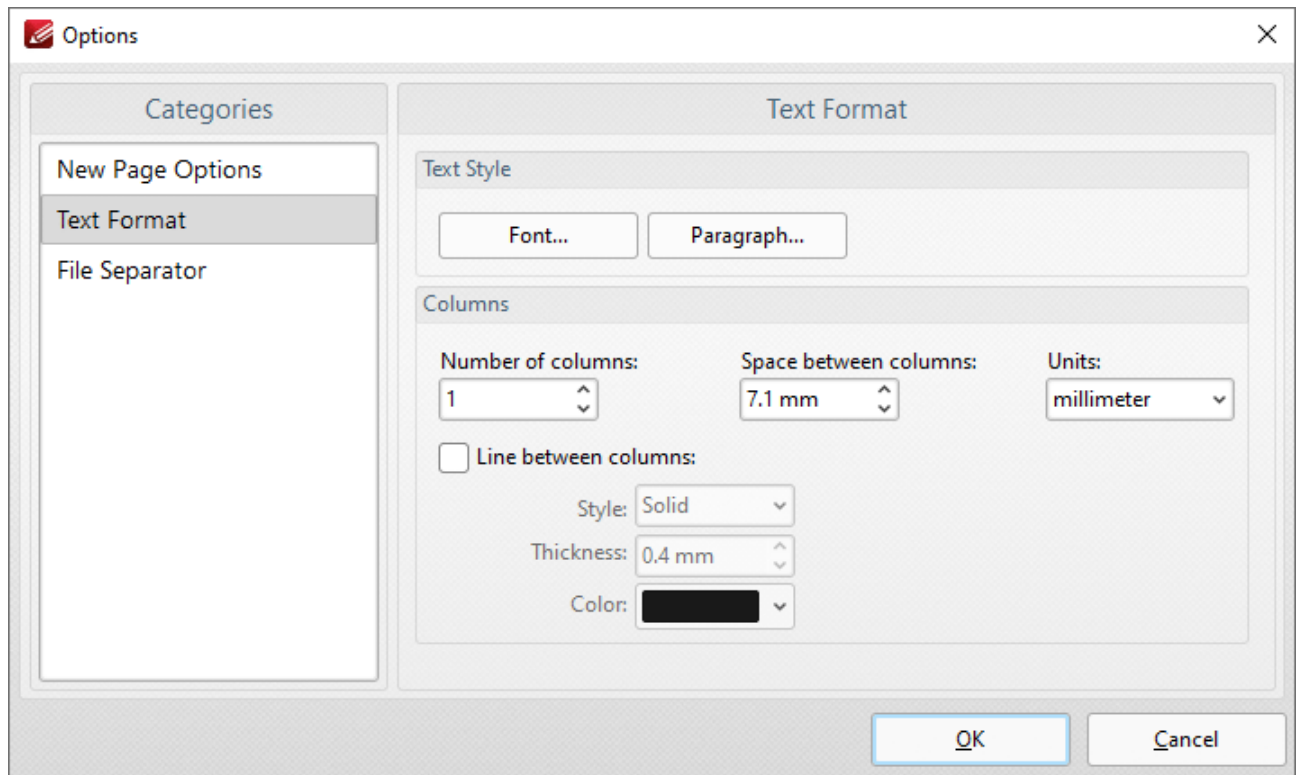 Options
Categories
New Page Options
Text Format
File Separator
Text Format
Text Style
Font... Paragraph...
Columns
Number of columns: Space between columns: Units:
1 7.1 mm millimeter
Line between columns:
Style: Solid
Thickness: 0.4 mm
Color:
OK Cancel